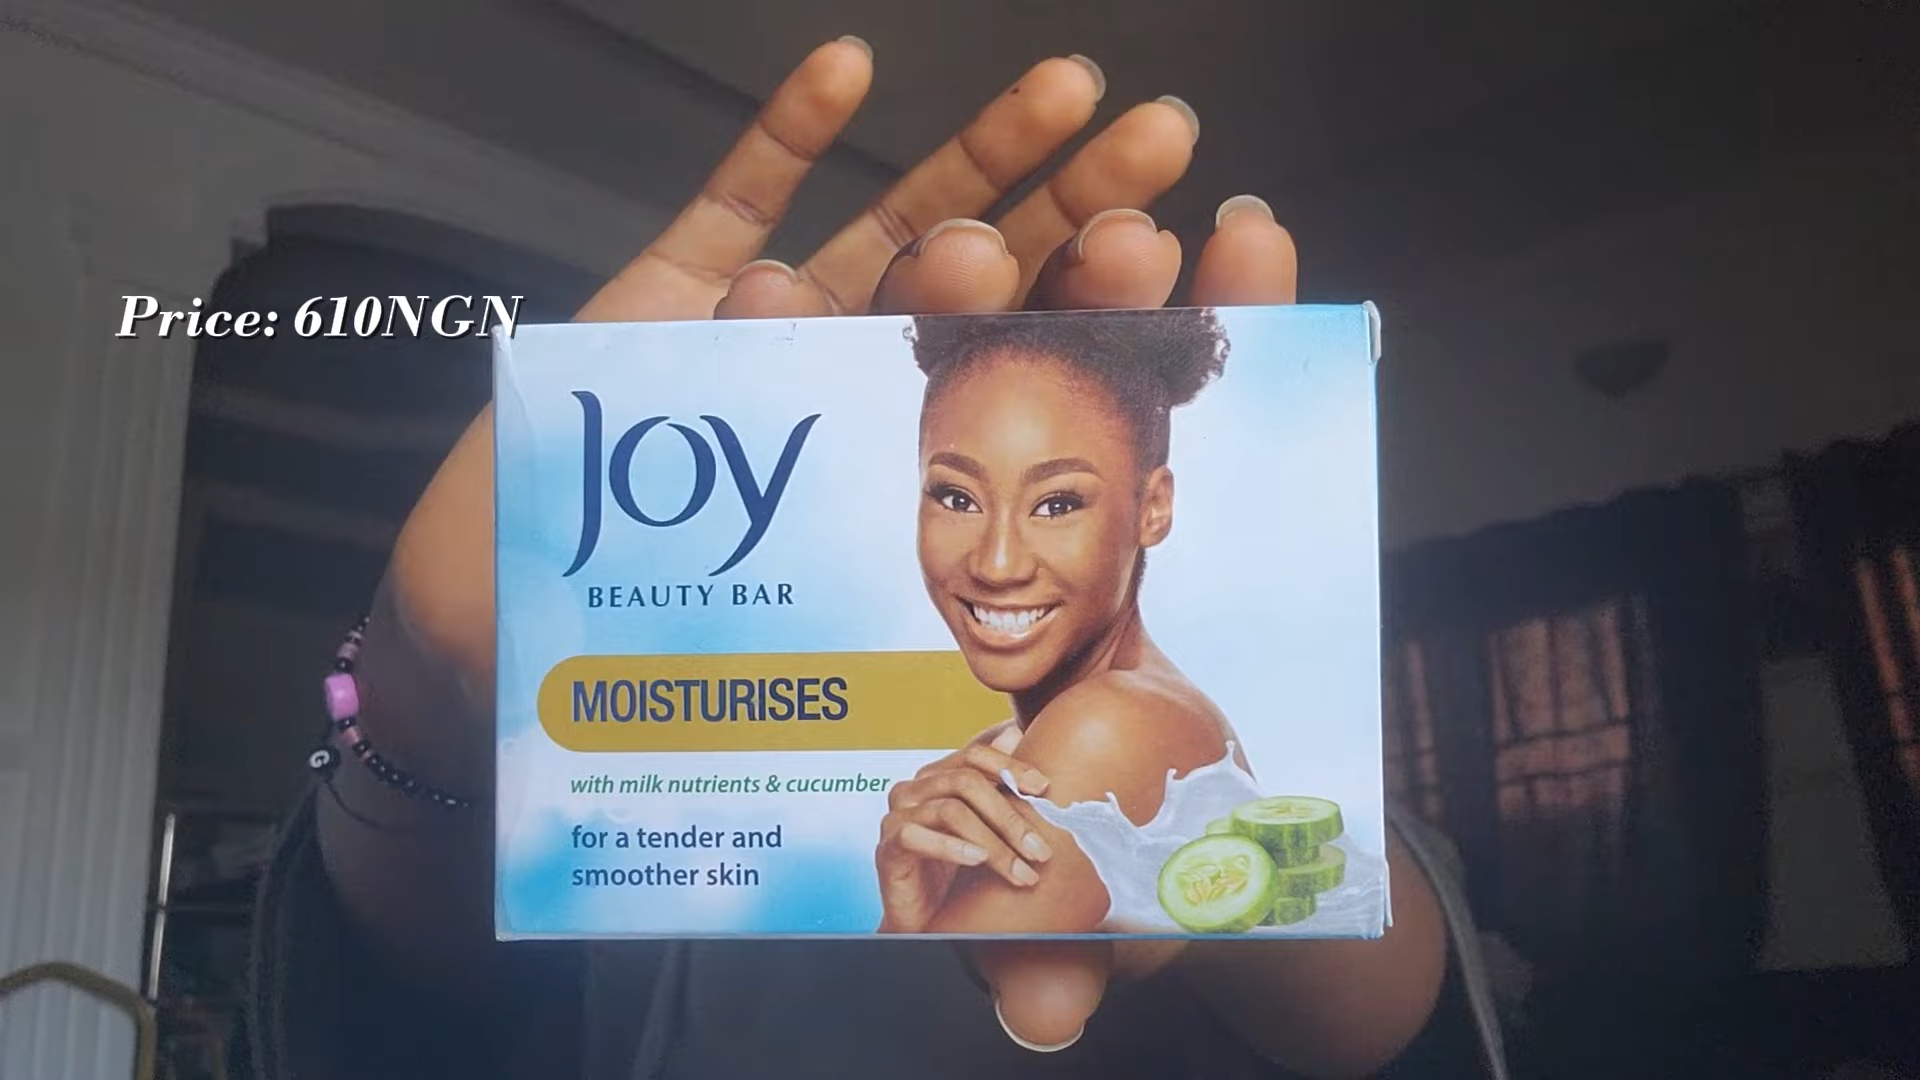 Price: 610NGN
Joy
BEAUTY BAR
MOISTURISES
with milk nutrients & cucumber
for a tender and
smoother skin
G